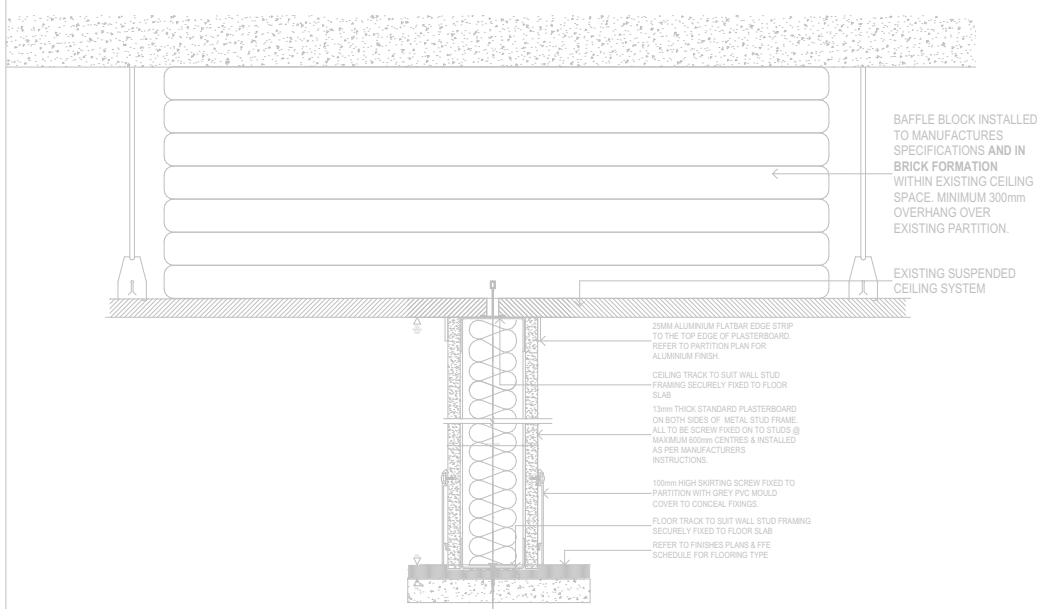 BAFFLE BLOCK INSTALLED
TO MANUFACTURES
SPECIFICATIONS AND IN
BRICK FORMATION
WITHIN EXISTING CEILING
SPACE. MINIMUM 300mm
OVERHANG OVER
EXISTING PARTITION.
EXISTING SUSPENDED
CEILING SYSTEM
25MM ALUMINIUM FLATBAR EDGE STRIP
TO THE TOP EDGE OF PLASTERBOARD.
REFER TO PARTITION PLAN FOR
ALUMINIUM FINISH.
CEILING TRACK TO SUIT WALL STUD
FRAMING SECURELY FIXED TO FLOOR
SLAB
13mm THICK STANDARD PLASTERBOARD
ON BOTH SIDES OF METAL STUD FRAME.
ALL TO BE SCREW FIXED ON TO STUDS @
MAXIMUM 600mm CENTRES & INSTALLED
AS PER MANUFACTURERS
INSTRUCTIONS.
100mm HIGH SKIRTING SCREW FIXED TO
PARTITION WITH GREY PVC MOULD
COVER TO CONCEAL FIXINGS.
FLOOR TRACK TO SUIT WALL STUD FRAMING
SECURELY FIXED TO FLOOR SLAB
REFER TO FINISHES PLANS & FFE
SCHEDULE FOR FLOORING TYPE